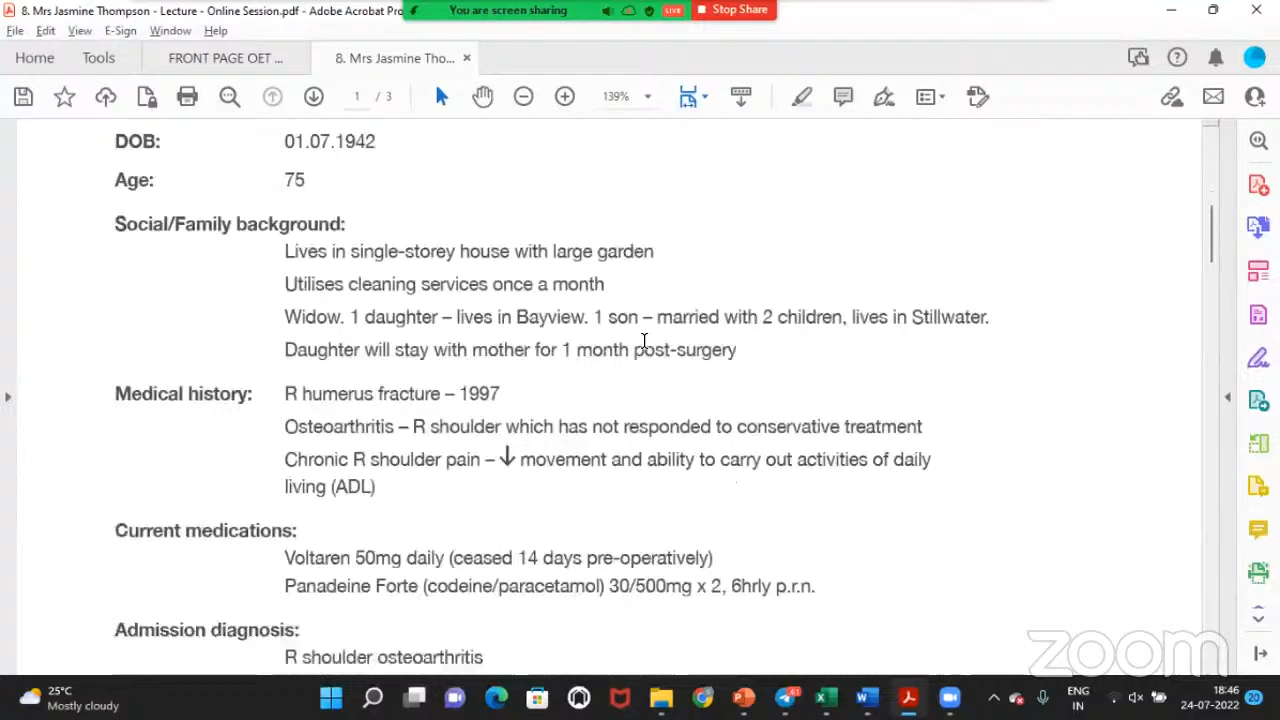 8. Mrs Jasmine Thompson - Lecture - Online Session.pdf - Adobe Acrobat Pro
You are screen sharing
LIVE
Stop Share
File Edit View E-Sign Window Help
Home Tools FRONT PAGE OET ... 8. Mrs Jasmine Tho... ×
1 / 3 139%
DOB: 01.07.1942
Age: 75
Social/Family background:
Lives in single-storey house with large garden
Utilises cleaning services once a month
Widow. 1 daughter – lives in Bayview. 1 son – married with 2 children, lives in Stillwater.
Daughter will stay with mother for 1 month post-surgery
Medical history: R humerus fracture – 1997
Osteoarthritis – R shoulder which has not responded to conservative treatment
Chronic R shoulder pain – ↓ movement and ability to carry out activities of daily
living (ADL)
Current medications:
Voltaren 50mg daily (ceased 14 days pre-operatively)
Panadeine Forte (codeine/paracetamol) 30/500mg x 2, 6hrly p.r.n.
Admission diagnosis:
R shoulder osteoarthritis
zoom
25°C
Mostly cloudy
61
ENG
IN
18:46
24-07-2022
20